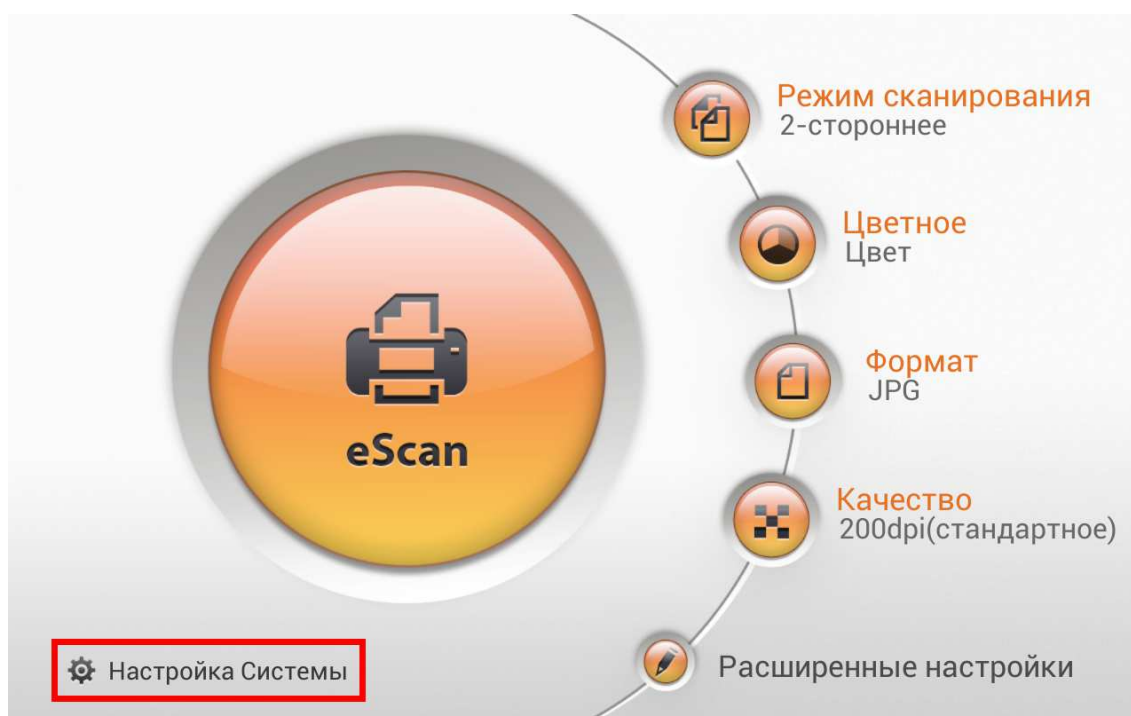 Режим сканирования
2-стороннее
Цветное
Цвет
Формат
JPG
eScan
Качество
200dpi(стандартное)
Настройка Системы
Расширенные настройки